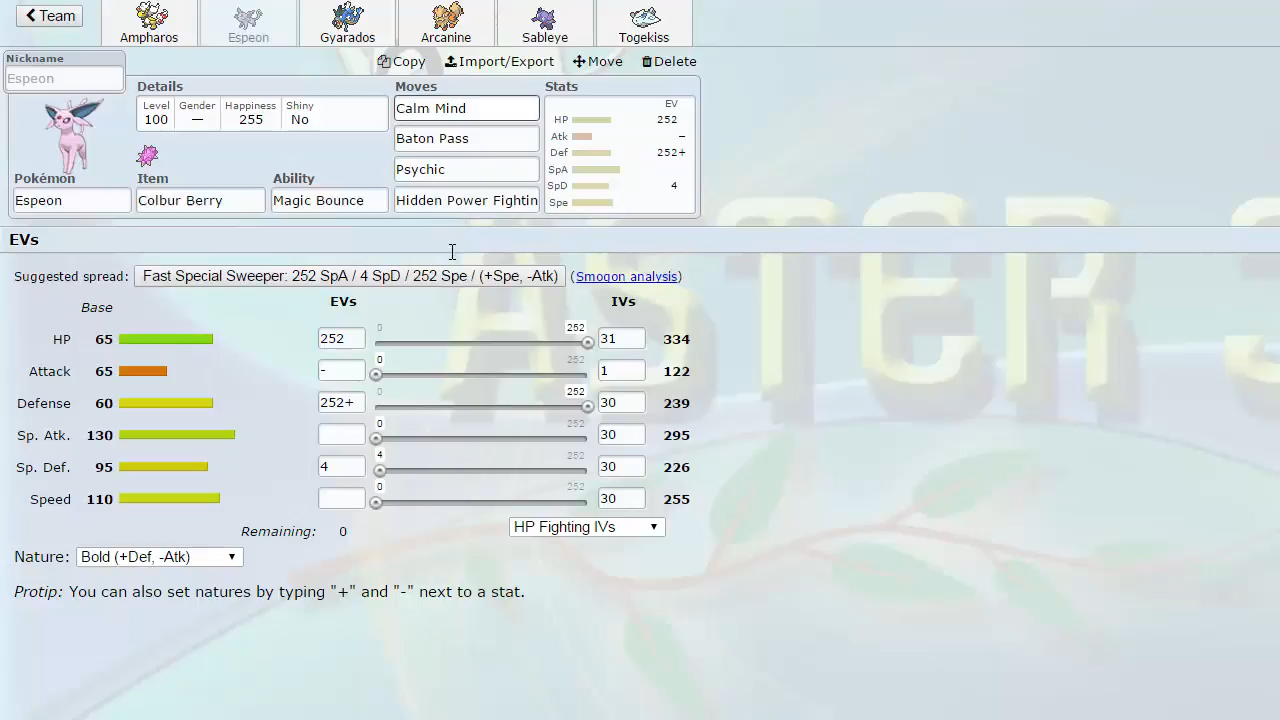 Team
Ampharos
Espeon
Gyarados
Arcanine
Sableye
Togekiss
Copy Import/Export Move Delete
Nickname
Espeon
Details
Level Gender Happiness Shiny
100 — 255 No
Pokémon
Espeon
Item
Colbur Berry
Ability
Magic Bounce
Moves
Calm Mind
Baton Pass
Psychic
Hidden Power Fightin
Stats
EV
HP 252
Atk –
Def 252+
SpA
SpD 4
Spe
EVs
Suggested spread: Fast Special Sweeper: 252 SpA / 4 SpD / 252 Spe / (+Spe, -Atk) (Smogon analysis)
Base EVs IVs
HP 65 252 0 252 31 334
Attack 65 - 0 252 1 122
Defense 60 252+ 0 252 30 239
Sp. Atk. 130 0 252 30 295
Sp. Def. 95 4 4 252 30 226
Speed 110 0 252 30 255
Remaining: 0 HP Fighting IVs
Nature: Bold (+Def, -Atk)
Protip: You can also set natures by typing "+" and "-" next to a stat.